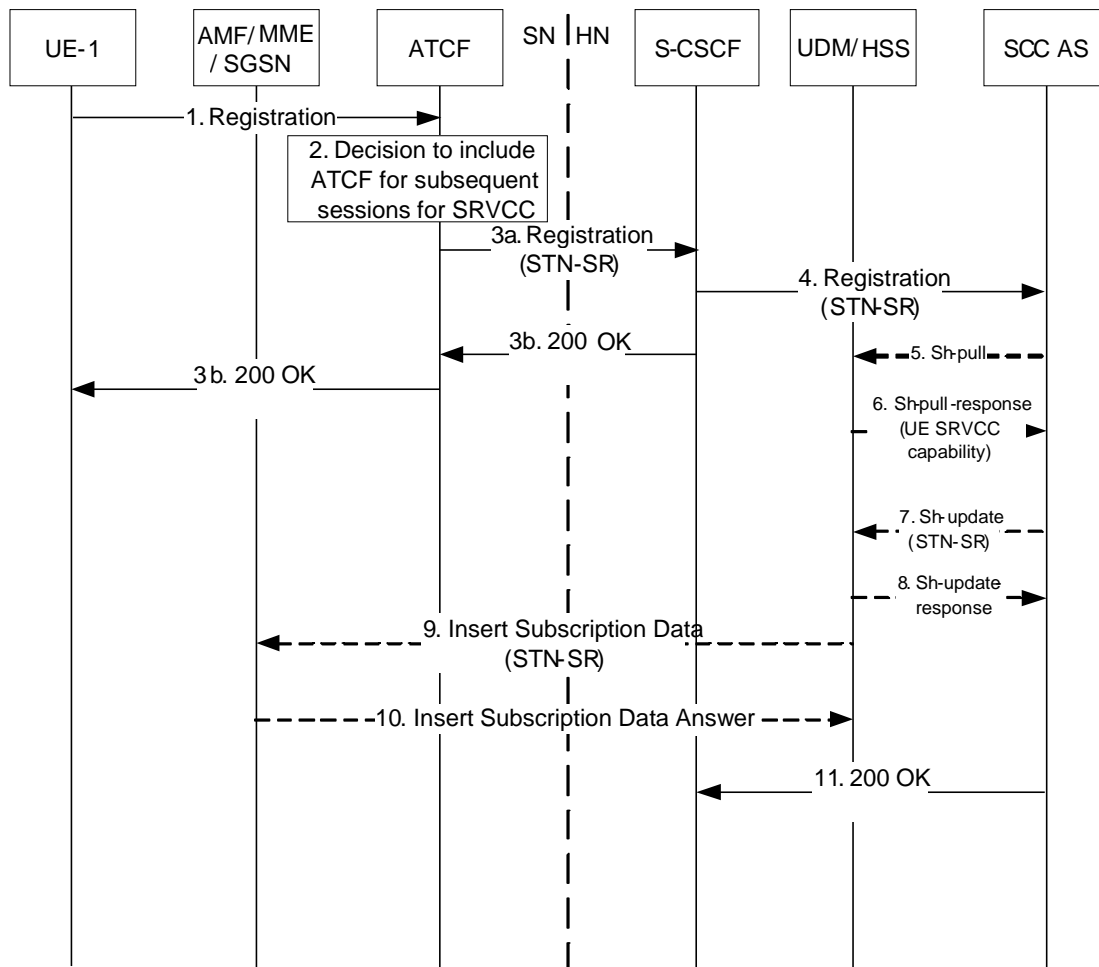 UE-1
AMF/ MME
/ SGSN
ATCF
SN
HN
S-CSCF
UDM/ HSS
SCC AS
1. Registration
2. Decision to include
ATCF for subsequent
sessions for SRVCC
3a. Registration
(STN-SR)
4. Registration
(STN-SR)
3b. 200 OK
5. Sh-pull
3b. 200 OK
6. Sh-pull-response
(UE SRVCC
capability)
7. Sh-update
(STN-SR)
8. Sh-update
response
9. Insert Subscription Data
(STN-SR)
10. Insert Subscription Data Answer
11. 200 OK